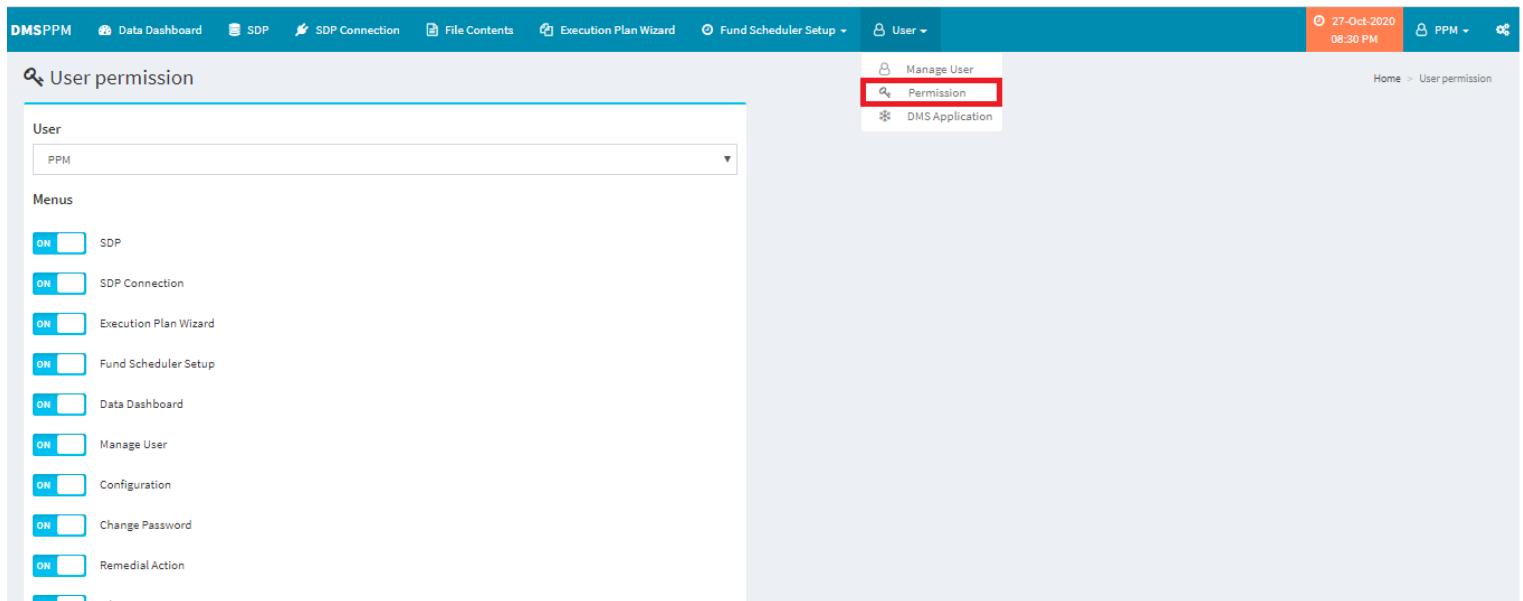 DMSPPM Data Dashboard SDP SDP Connection File Contents Execution Plan Wizard Fund Scheduler Setup User 27-Oct-2020 08:30 PM PPM
User permission
Manage User
Permission
DMS Application
Home > User permission
User
PPM
Menus
ON SDP
ON SDP Connection
ON Execution Plan Wizard
ON Fund Scheduler Setup
ON Data Dashboard
ON Manage User
ON Configuration
ON Change Password
ON Remedial Action